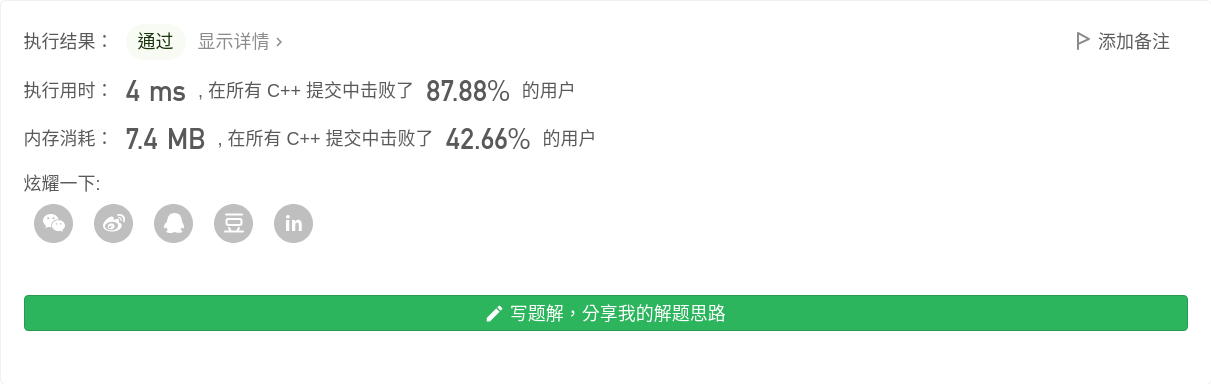 执行结果： 通过 显示详情 > 添加备注
执行用时： 4 ms , 在所有 C++ 提交中击败了 87.88% 的用户
内存消耗： 7.4 MB , 在所有 C++ 提交中击败了 42.66% 的用户
炫耀一下:
豆 in
写题解，分享我的解题思路